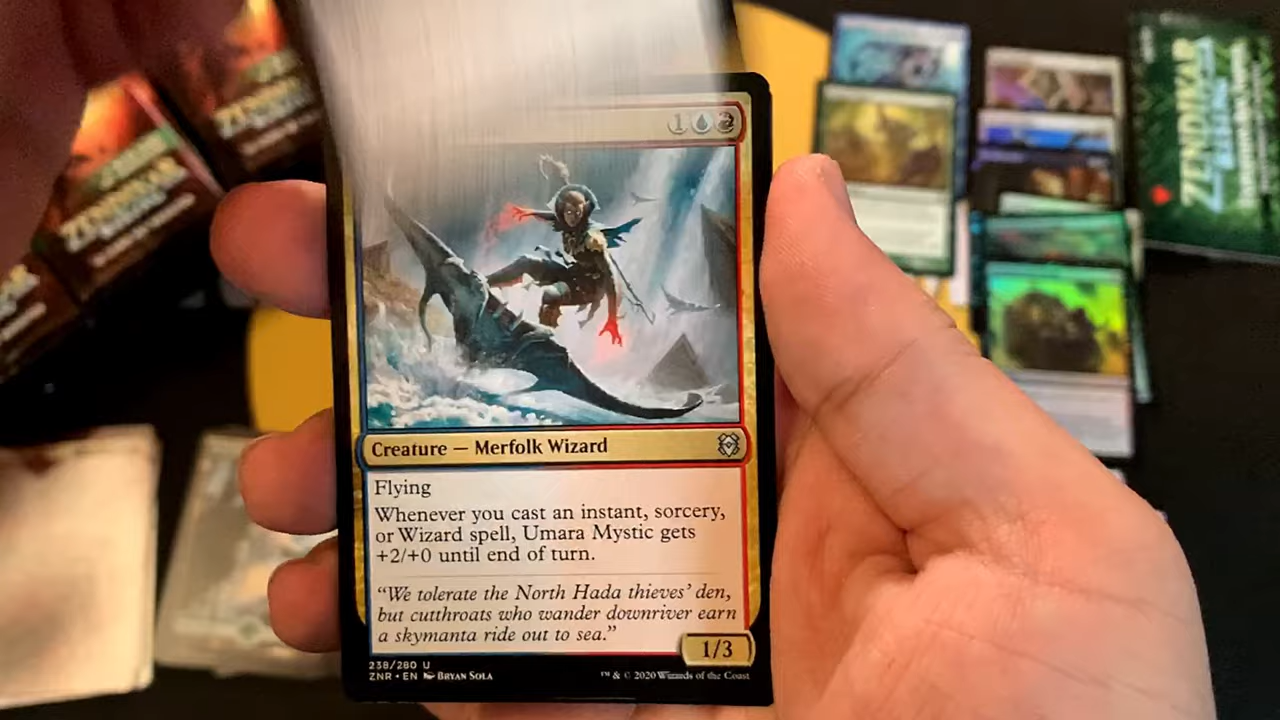 1
Creature — Merfolk Wizard
Flying
Whenever you cast an instant, sorcery,
or Wizard spell, Umara Mystic gets
+2/+0 until end of turn.
“We tolerate the North Hada thieves’ den,
but cutthroats who wander downriver earn
a skymanta ride out to sea.”
1/3
238/280 U
ZNR • EN BRYAN SOLA
™ & © 2020 Wizards of the Coast
ZENDIKAR